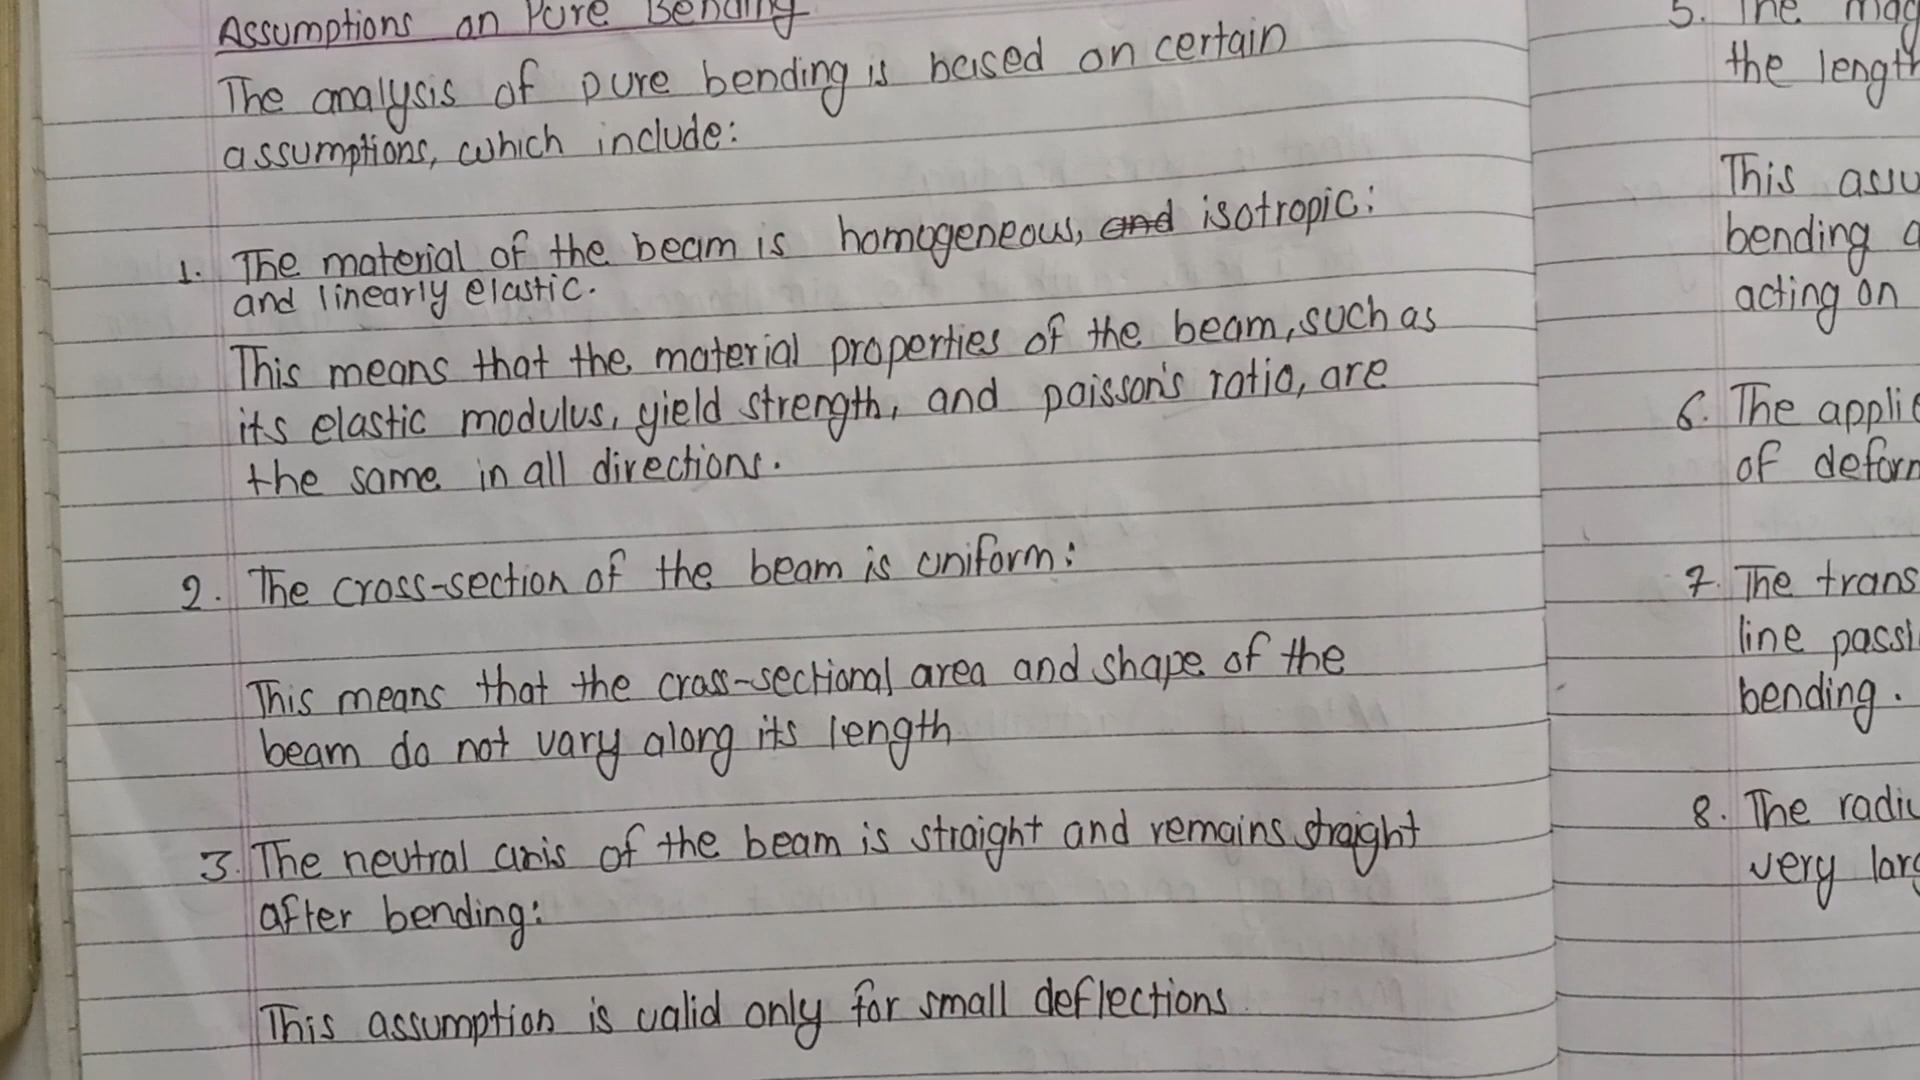 Assumptions on Pure Bending
The analysis of pure bending is based on certain
assumptions, which include:
1. The material of the beam is homogeneous, and isotropic:
and linearly elastic.
This means that the material properties of the beam, such as
its elastic modulus, yield strength, and poisson's ratio, are
the same in all directions.
2. The cross-section of the beam is uniform:
This means that the cross-sectional area and shape of the
beam do not vary along its length
3. The neutral axis of the beam is straight and remains straight
after bending:
This assumption is valid only for small deflections
5. The
the
This
bending
acting on
6. The
of
7. The
line
bending.
8. The
very